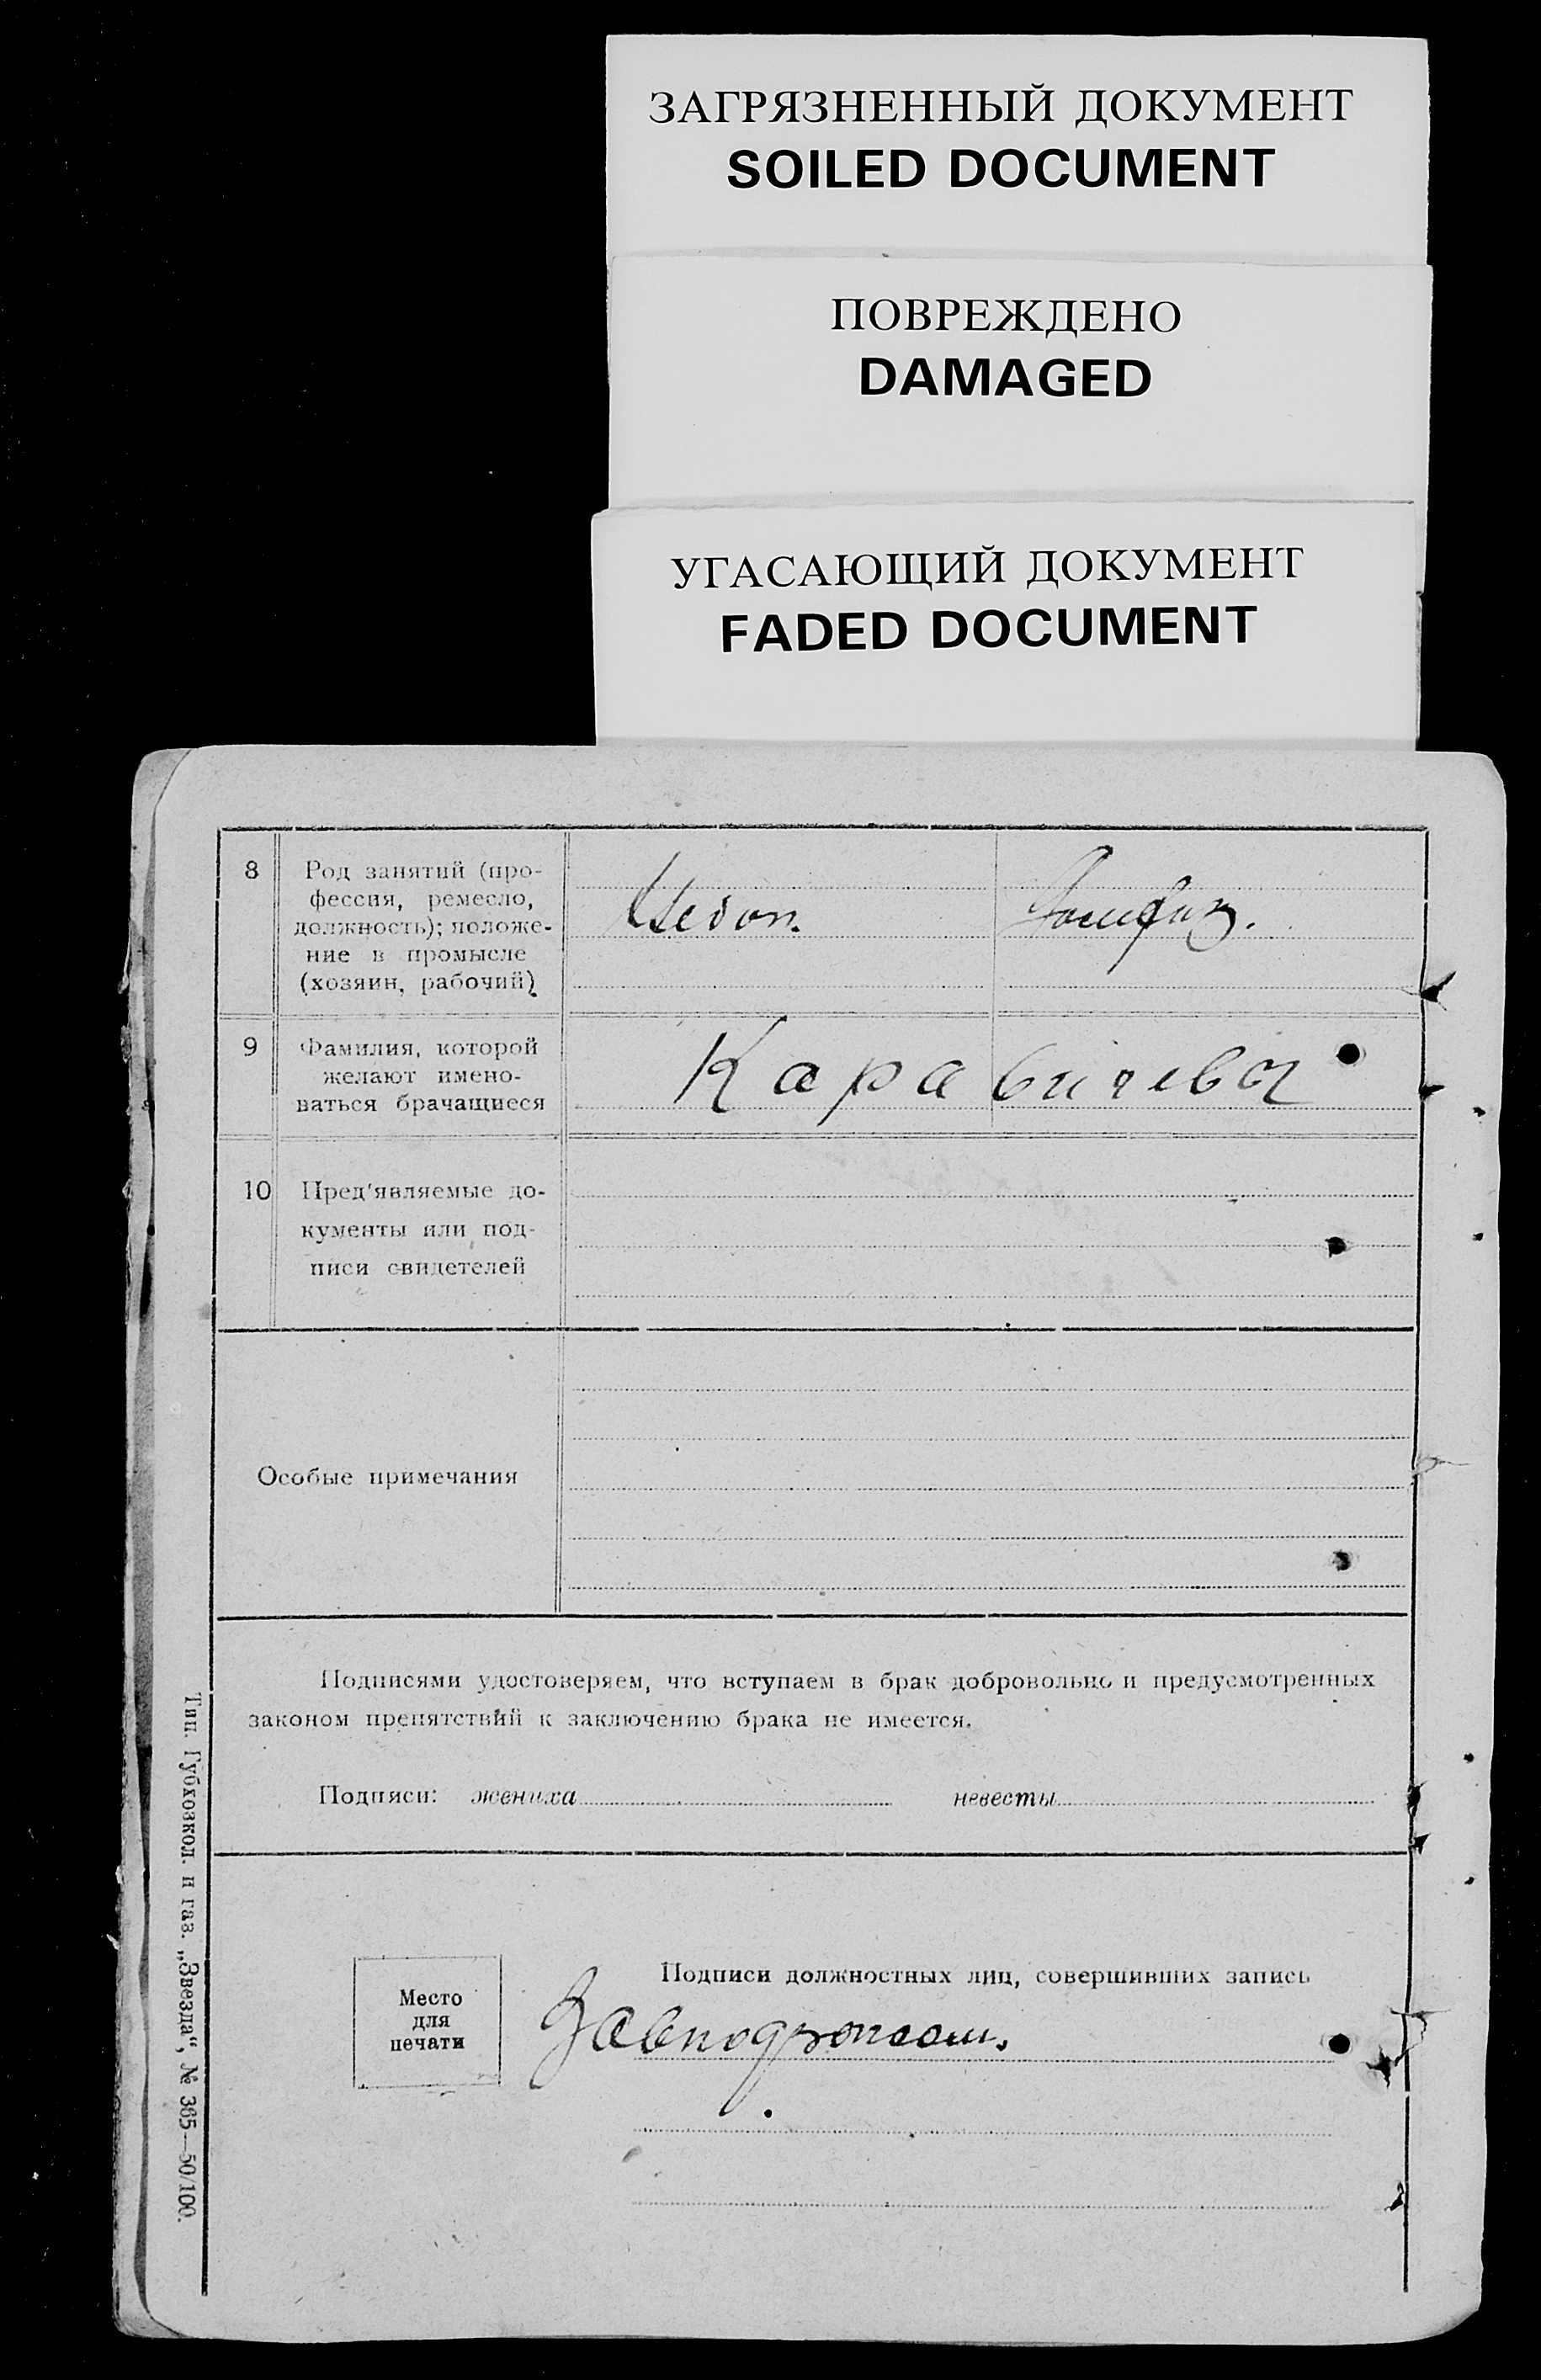 ЗАГРЯЗНЕННЫЙ ДОКУМЕНТ
SOILED DOCUMENT
ПОВРЕЖДЕНО
DAMAGED
УГАСАЮЩИЙ ДОКУМЕНТ
FADED DOCUMENT
8
Род занятий (про-
фессия, ремесло,
должность); положе-
ние в промысле
(хозяин, рабочий)
9
Фамилия, которой
желают имено-
ваться брачащиеся
Каравичевы
10
Пред'являемые до-
кументы или под-
писи свидетелей
Особые примечания
Подписями удостоверяем, что вступаем в брак добровольно и предусмотренных
законом препятствий к заключению брака не имеется.
Подписи: жениха невесты
Место
для
печати
Подписи должностных лиц, совершивших запись
Тип. Губхозкол. и газ. „Звезда“, № 365—50/100.